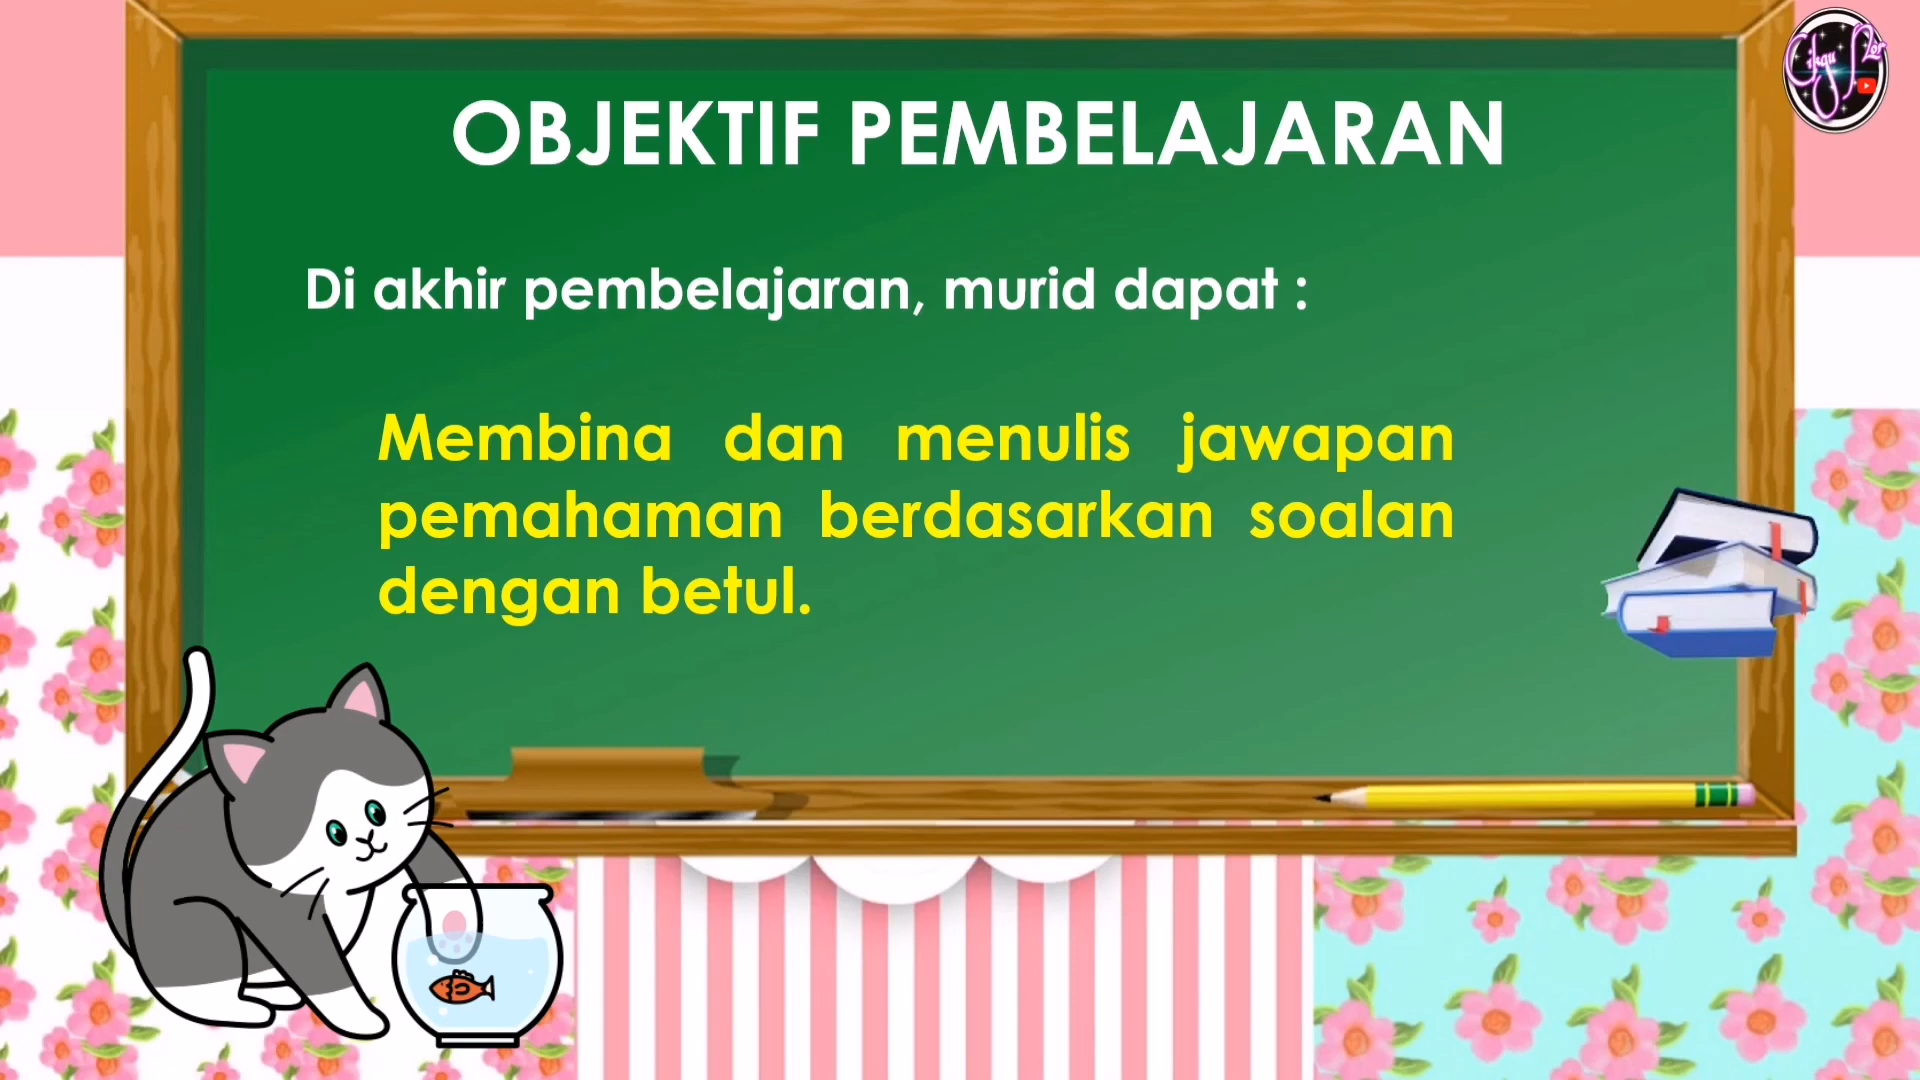 OBJEKTIF PEMBELAJARAN
Di akhir pembelajaran, murid dapat :
Membina dan menulis jawapan
pemahaman berdasarkan soalan
dengan betul.